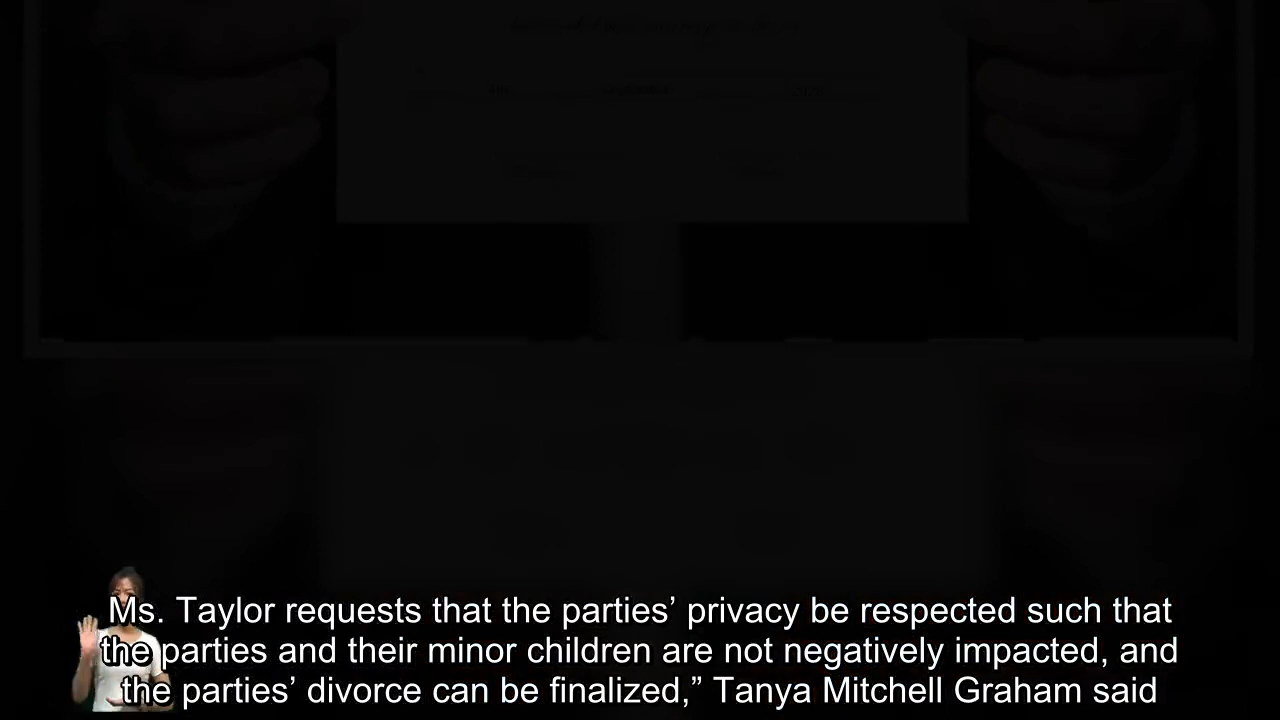 Ms. Taylor requests that the parties’ privacy be respected such that
the parties and their minor children are not negatively impacted, and
the parties’ divorce can be finalized,” Tanya Mitchell Graham said